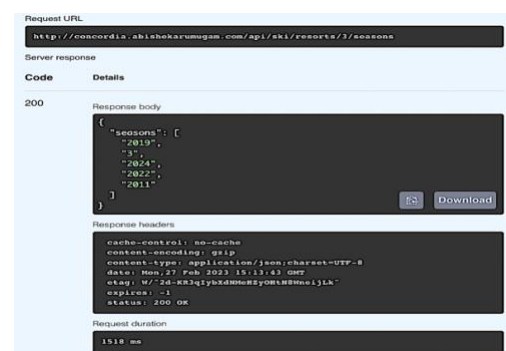 Request URL
http://concordia.abishekarumugam.com/api/ski/resorts/3/seasons
Server response
Code Details
200
Response body
{
"seasons": [
"2019",
"3",
"2024",
"2022",
"2011"
]
}
Download
Response headers
cache-control: no-cache
content-encoding: gzip
content-type: application/json;charset=UTF-8
date: Mon,27 Feb 2023 15:13:43 GMT
etag:
expires: -1
status: 200 OK
Request duration
1518 ms